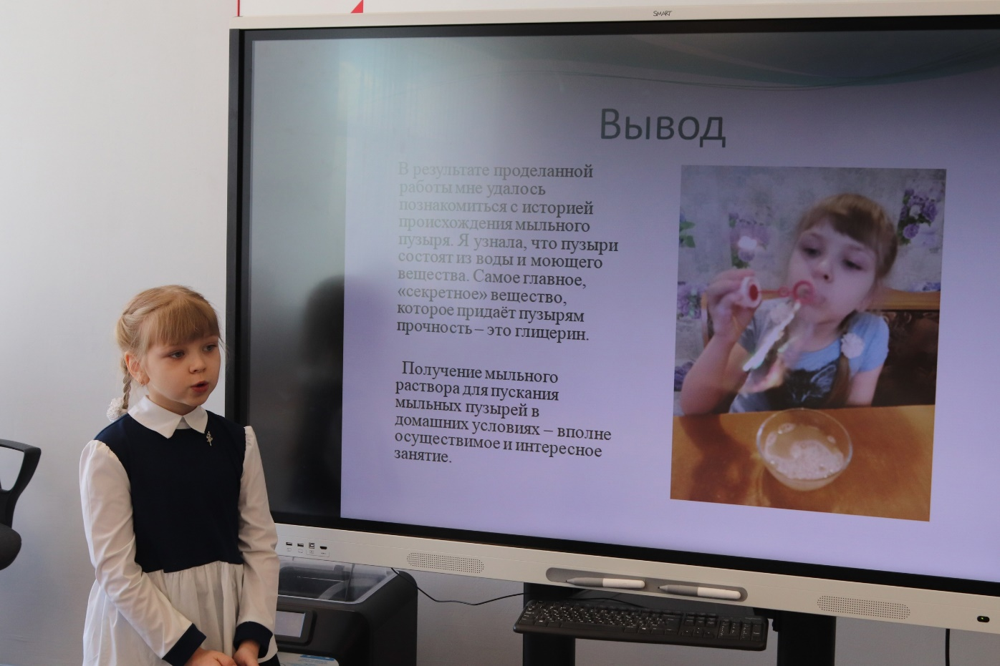 SMART
Вывод
В результате проделанной
работы мне удалось
познакомиться с историей
происхождения мыльного
пузыря. Я узнала, что пузыри
состоят из воды и моющего
вещества. Самое главное,
«секретное» вещество,
которое придаёт пузырям
прочность – это глицерин.
Получение мыльного
раствора для пускания
мыльных пузырей в
домашних условиях – вполне
осуществимое и интересное
занятие.